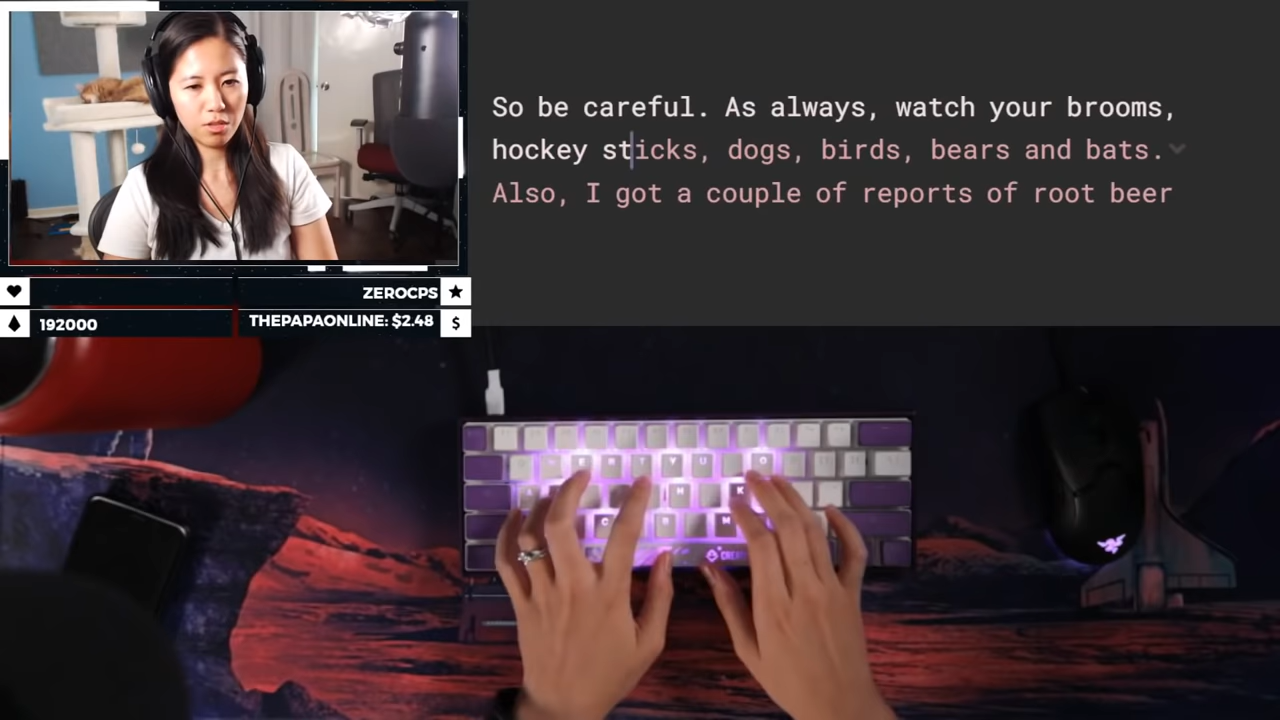 So be careful. As always, watch your brooms,
hockey sticks, dogs, birds, bears and bats.
Also, I got a couple of reports of root beer
ZEROCPS
192000
THEPAPAONLINE: $2.48
$
E R T Y U O
H K
C B M